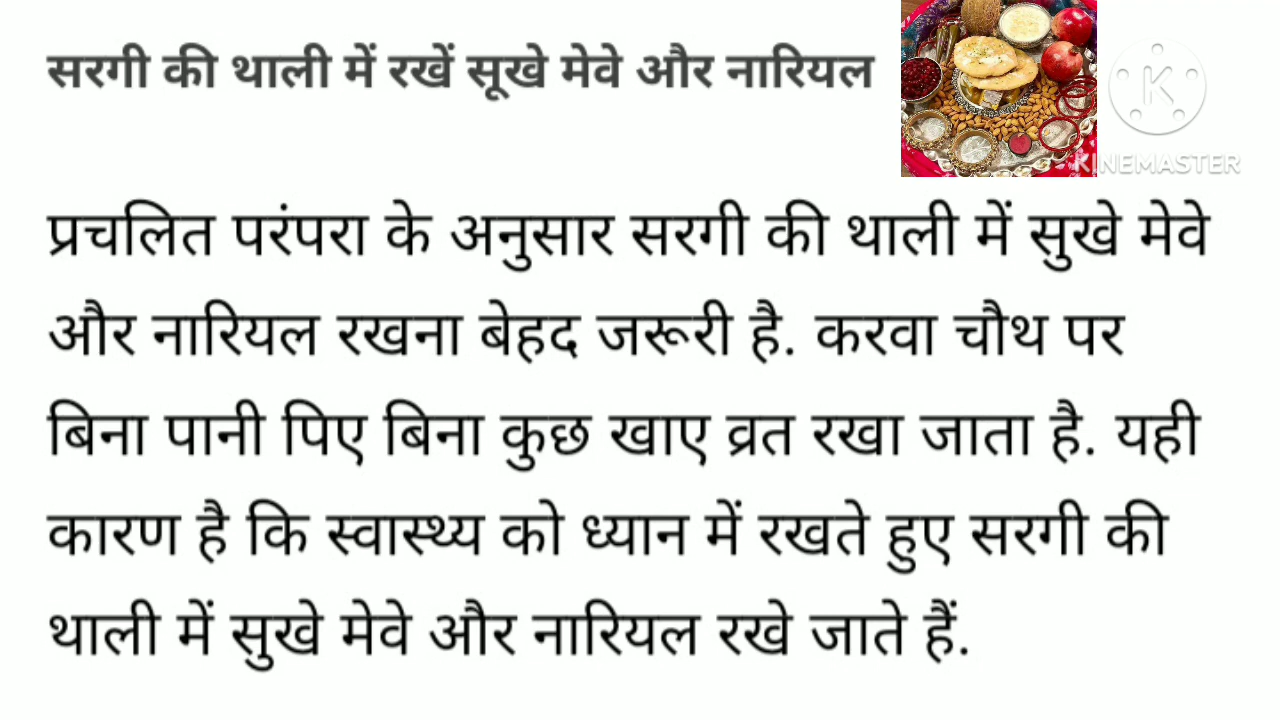 सरगी की थाली में रखें सूखे मेवे और नारियल
KINEMASTER
प्रचलित परंपरा के अनुसार सरगी की थाली में सुखे मेवे
और नारियल रखना बेहद जरूरी है. करवा चौथ पर
बिना पानी पिए बिना कुछ खाए व्रत रखा जाता है. यही
कारण है कि स्वास्थ्य को ध्यान में रखते हुए सरगी की
थाली में सुखे मेवे और नारियल रखे जाते हैं.